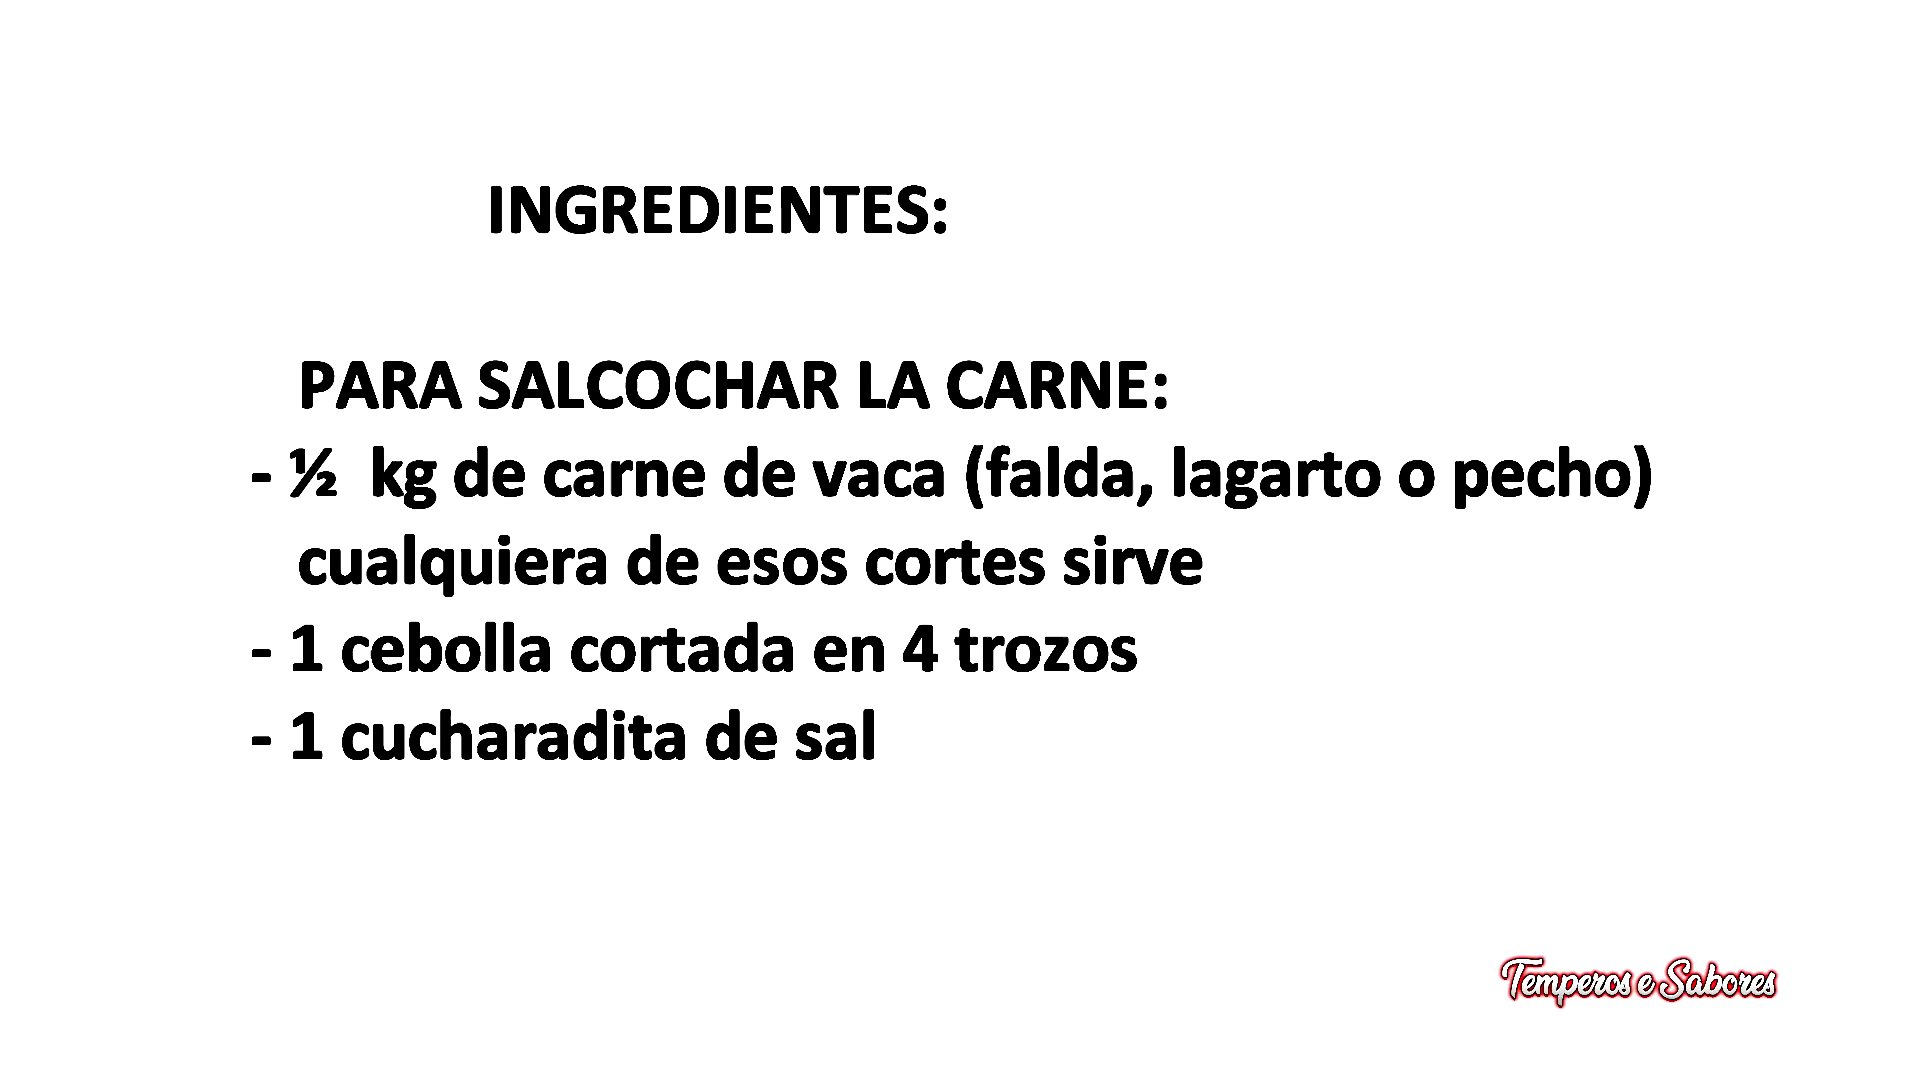 INGREDIENTES:
PARA SALCOCHAR LA CARNE:
- ½ kg de carne de vaca (falda, lagarto o pecho)
cualquiera de esos cortes sirve
- 1 cebolla cortada en 4 trozos
- 1 cucharadita de sal
Temperos e Sabores